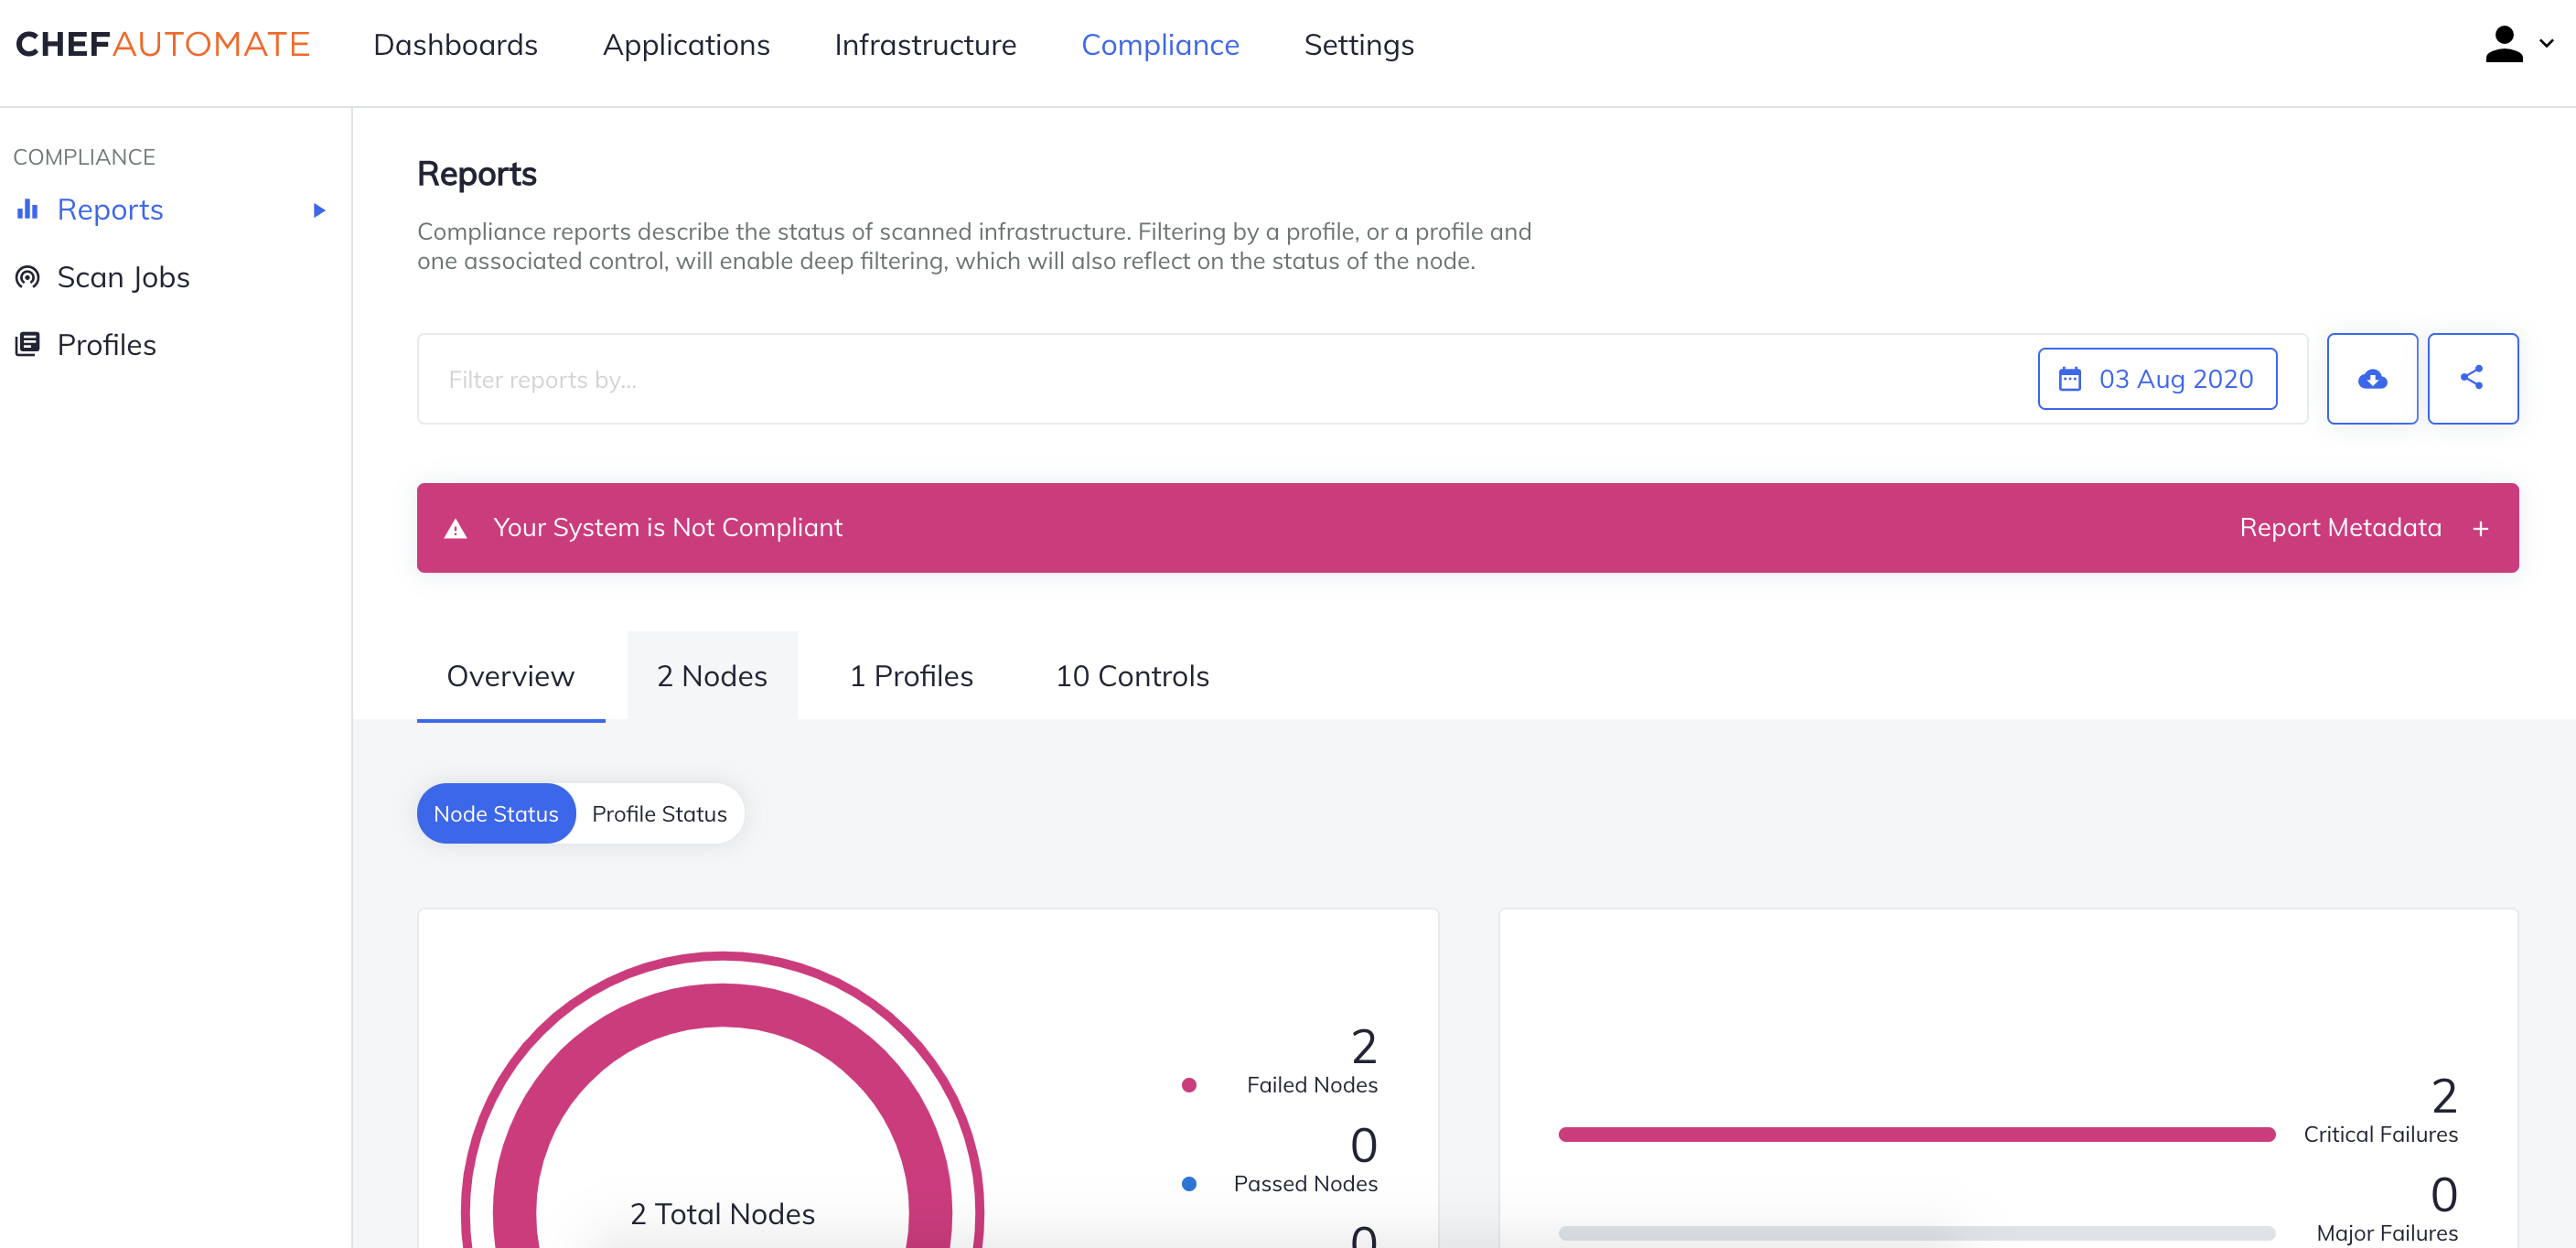 CHEFAUTOMATE Dashboards Applications Infrastructure Compliance Settings
COMPLIANCE
Reports
Scan Jobs
Profiles
Reports
Compliance reports describe the status of scanned infrastructure. Filtering by a profile, or a profile and
one associated control, will enable deep filtering, which will also reflect on the status of the node.
Filter reports by...
03 Aug 2020
Your System is Not Compliant
Report Metadata +
Overview 2 Nodes 1 Profiles 10 Controls
Node Status Profile Status
2 Total Nodes
2
Failed Nodes
0
Passed Nodes
0
2
Critical Failures
0
Major Failures